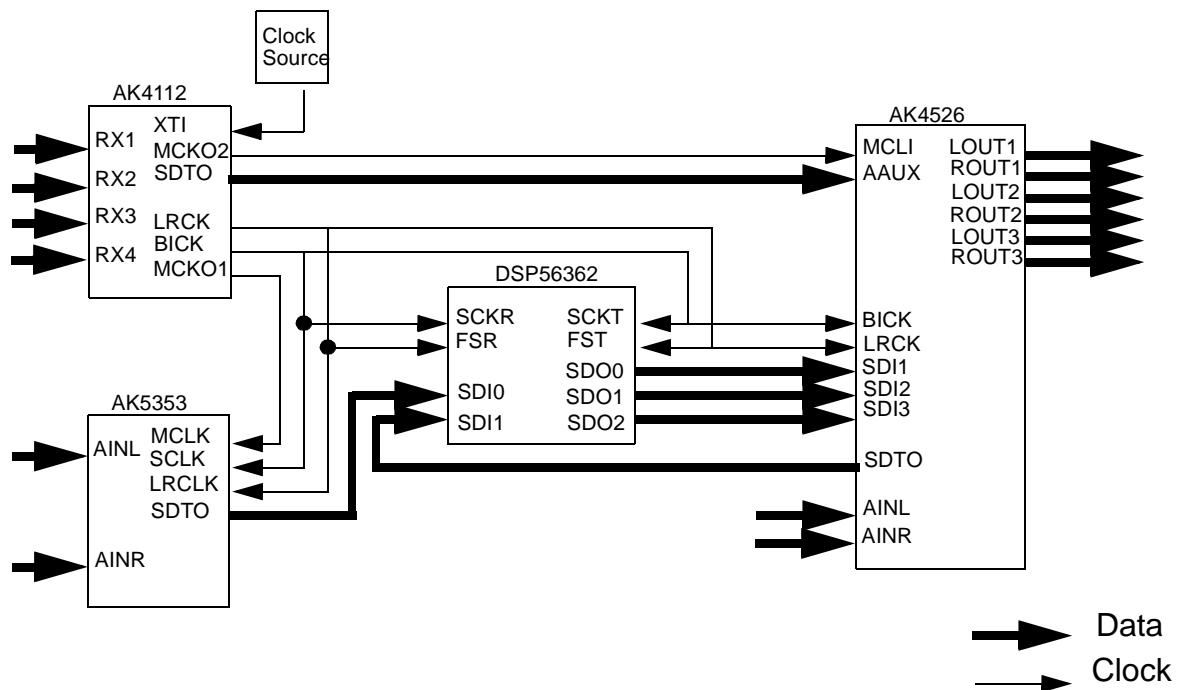 Clock
Source
AK4112
XTI
MCKO2
SDTO
LRCK
BICK
MCKO1
RX1
RX2
RX3
RX4
AK4526
MCLI
AAUX
LOUT1
ROUT1
LOUT2
ROUT2
LOUT3
ROUT3
BICK
LRCK
SDI1
SDI2
SDI3
SDTO
AINL
AINR
DSP56362
SCKR
FSR
SCKT
FST
SDO0
SDO1
SDO2
SDI0
SDI1
AK5353
AINL
MCLK
SCLK
LRCLK
SDTO
AINR
Data
Clock